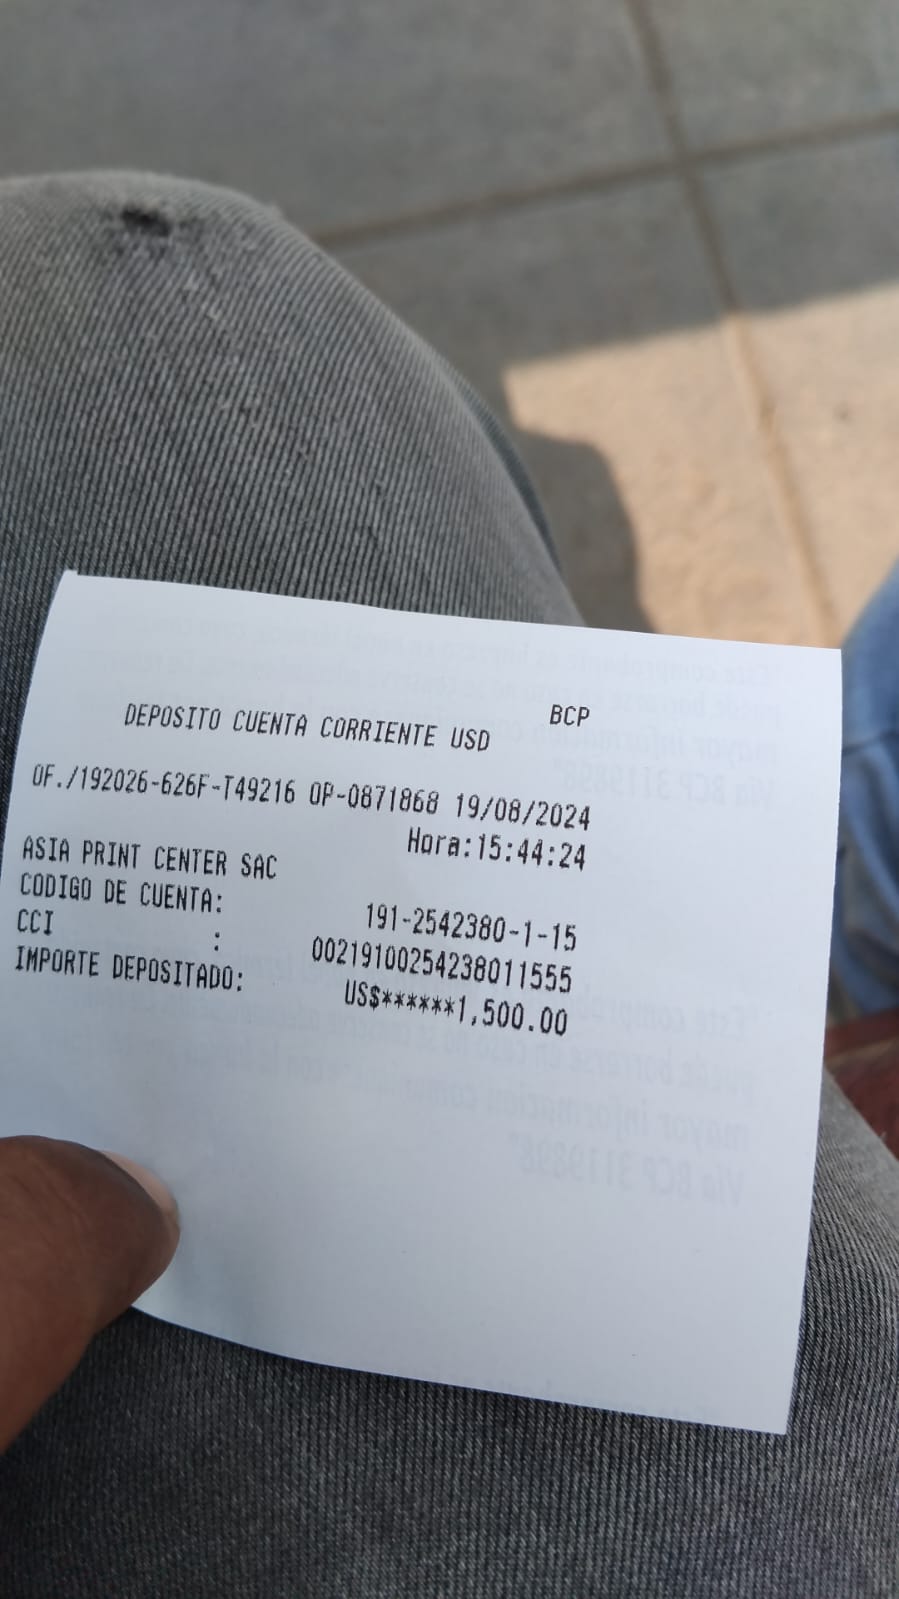 BCP
DEPOSITO CUENTA CORRIENTE USD
OF./192026-626F-T49216 OP-0871868 19/08/2024
Hora:15:44:24
ASIA PRINT CENTER SAC
CODIGO DE CUENTA: 191-2542380-1-15
CCI : 00219100254238011555
IMPORTE DEPOSITADO: US$******1,500.00